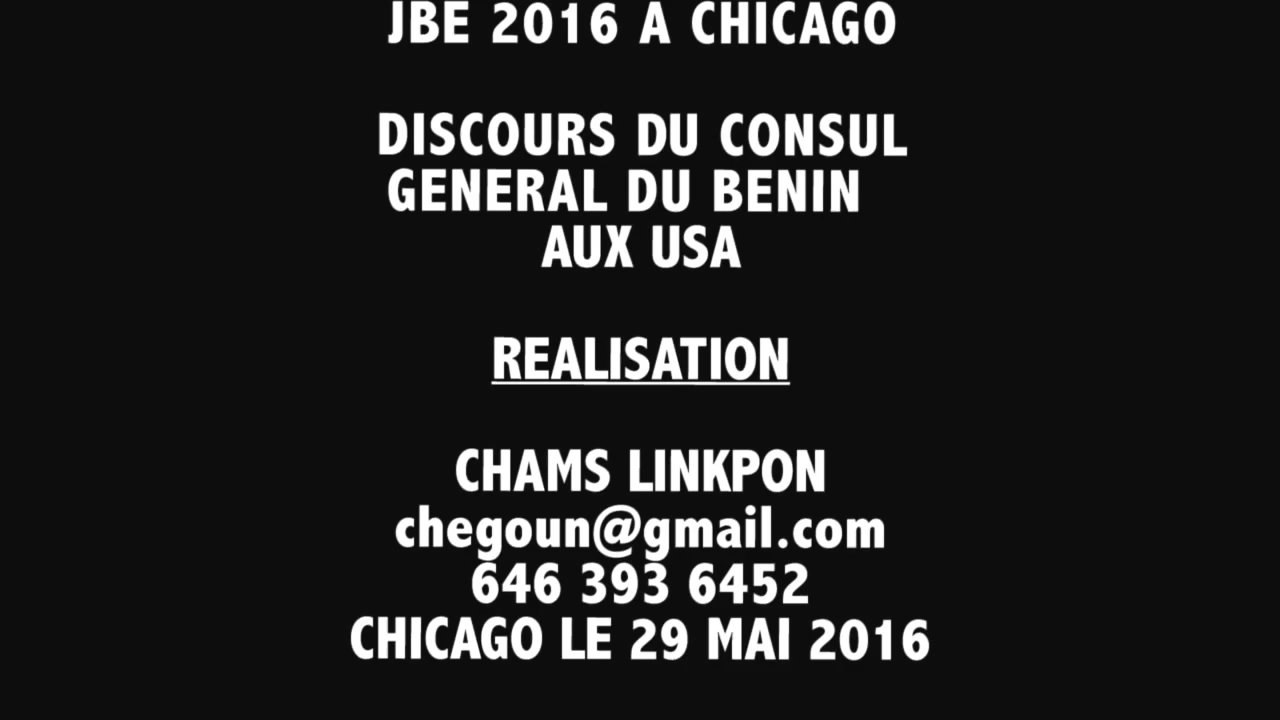 JBE 2016 A CHICAGO
DISCOURS DU CONSUL
GENERAL DU BENIN
AUX USA
REALISATION
CHAMS LINKPON
chegoun@gmail.com
646 393 6452
CHICAGO LE 29 MAI 2016